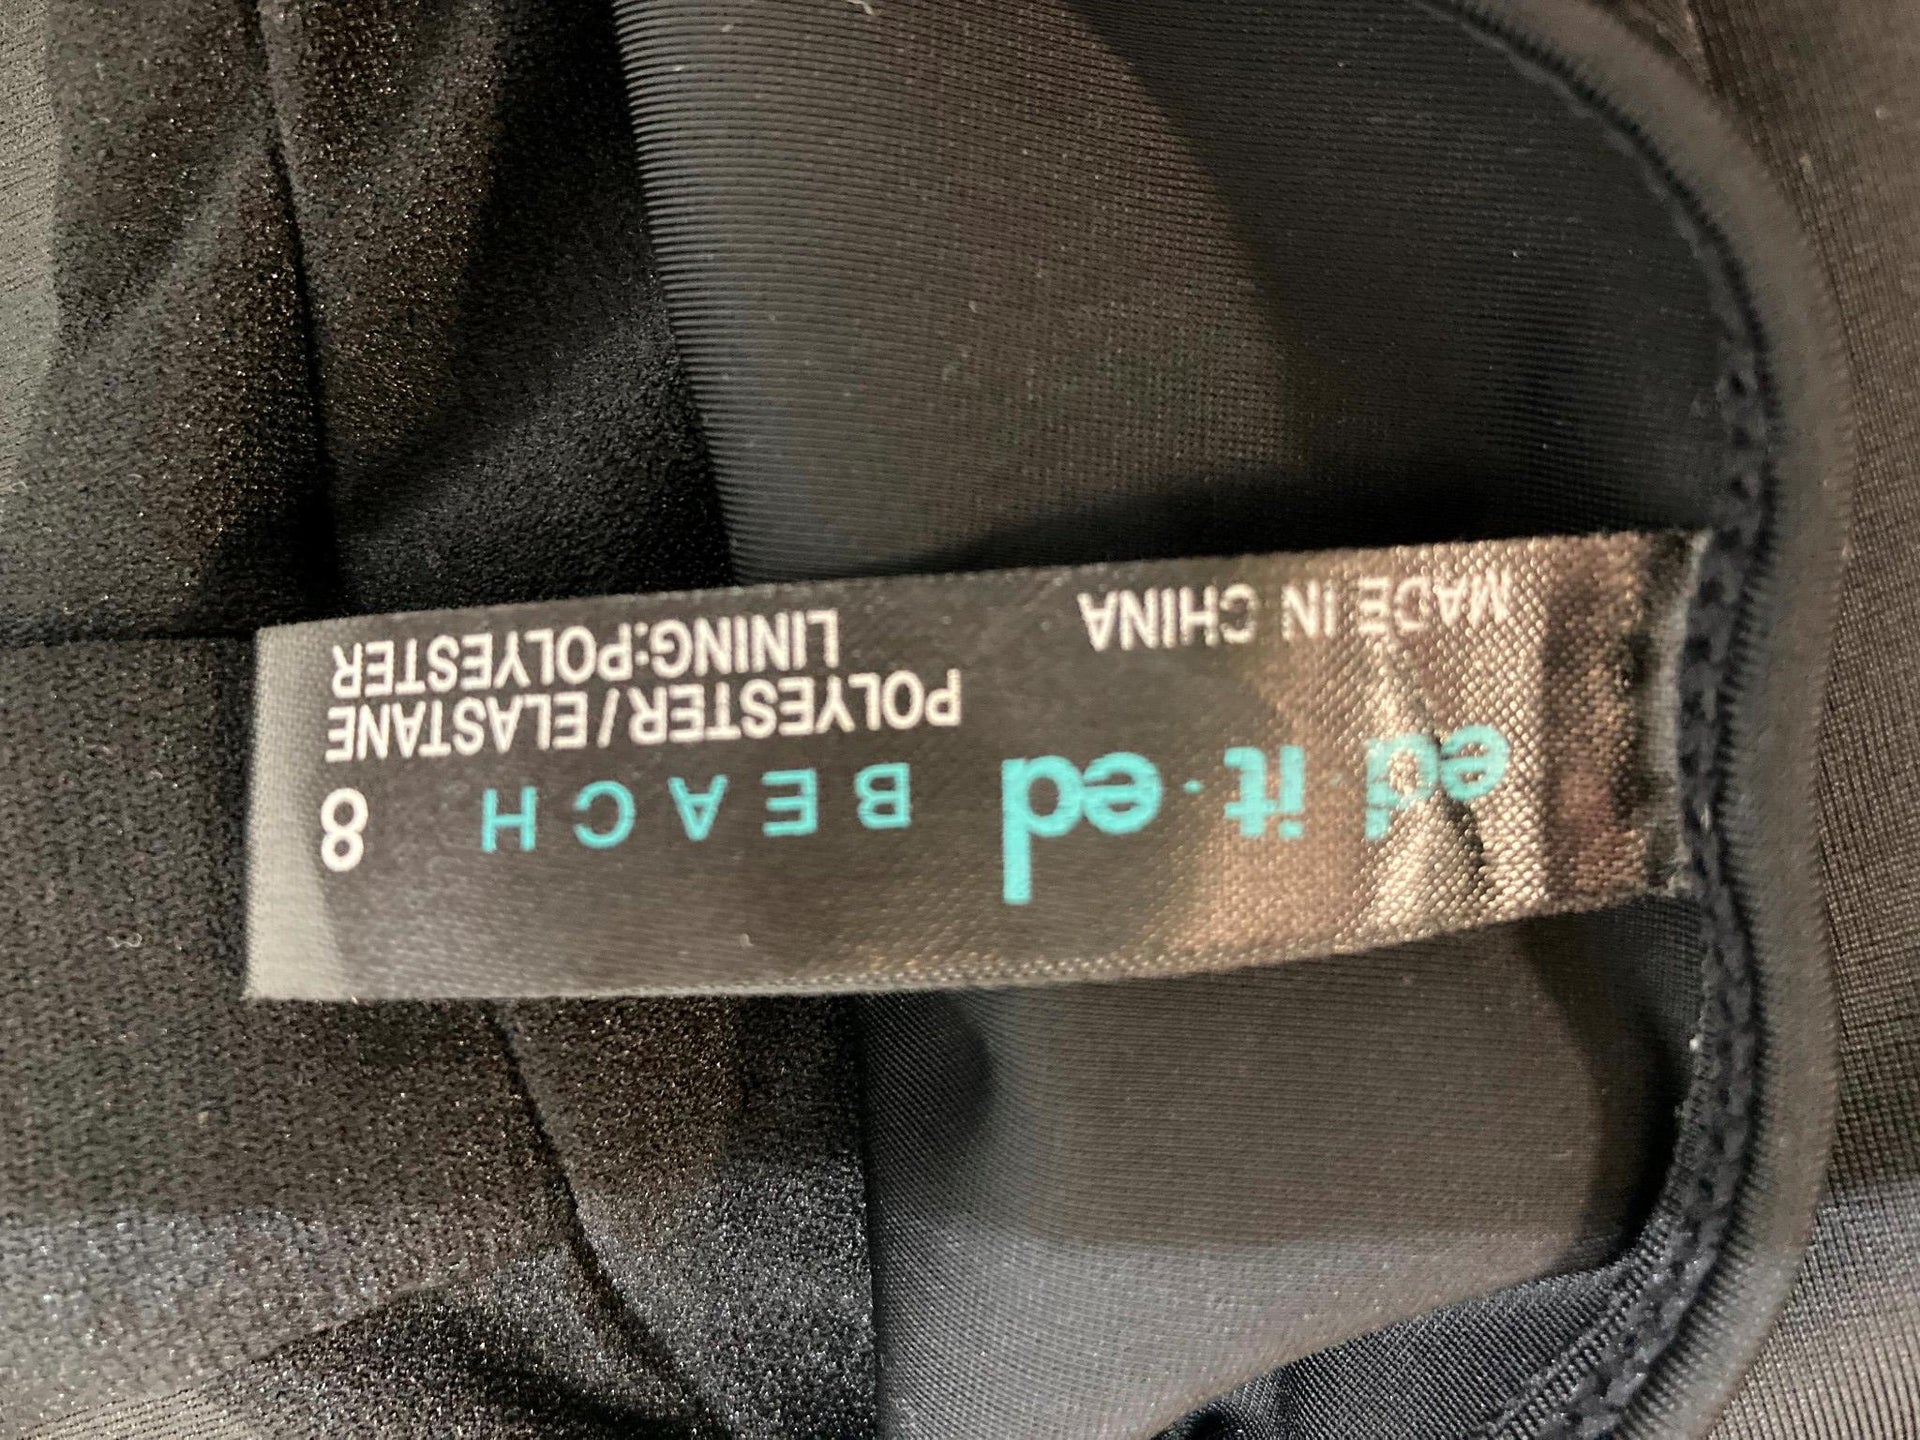 ed·it·ed BEACH 8
POLYESTER/ELASTANE
MADE IN CHINA LINING:POLYESTER